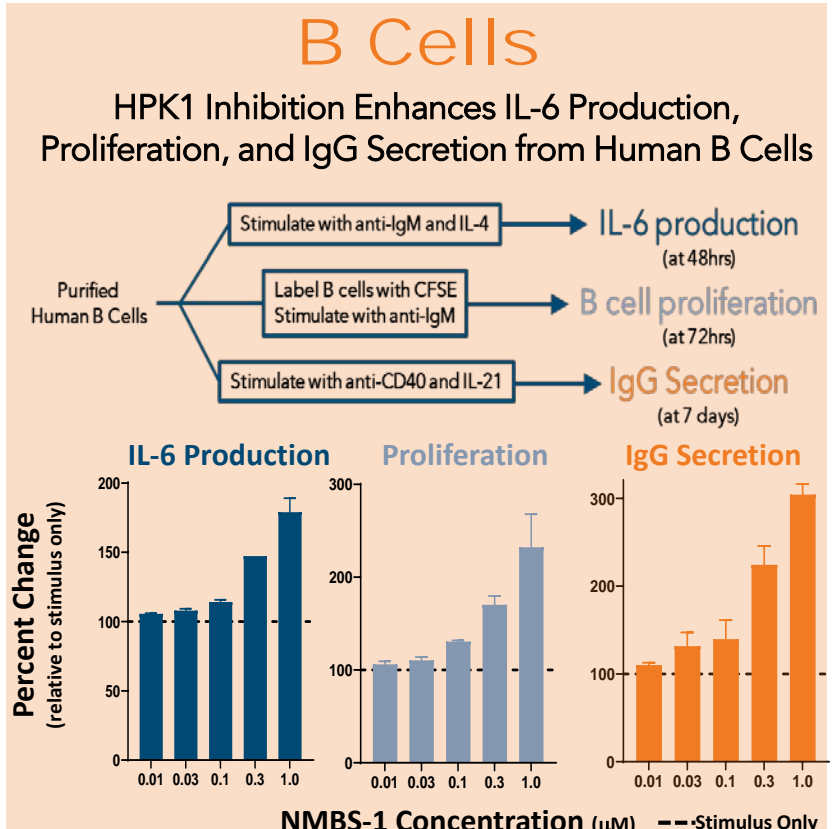 B Cells
HPK1 Inhibition Enhances IL-6 Production,
Proliferation, and IgG Secretion from Human B Cells
Purified
Human B Cells
Stimulate with anti-IgM and IL-4
IL-6 production
(at 48hrs)
Label B cells with CFSE
Stimulate with anti-IgM
B cell proliferation
(at 72hrs)
Stimulate with anti-CD40 and IL-21
IgG Secretion
(at 7 days)
Percent Change
(relative to stimulus only)
IL-6 Production
200
150
100
50
0
0.01 0.03 0.1 0.3 1.0
Proliferation
300
200
100
0
0.01 0.03 0.1 0.3 1.0
IgG Secretion
300
200
100
0
0.01 0.03 0.1 0.3 1.0
NMBS-1 Concentration (µM)
Stimulus Only